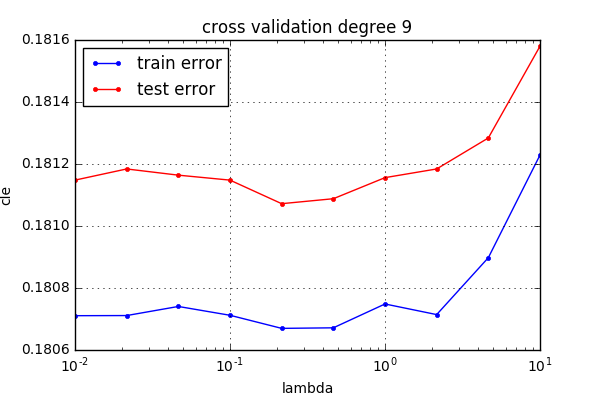 cross validation degree 9
0.1816
0.1814
0.1812
0.1810
0.1808
0.1806
cle
train error
test error
10^-2
10^-1
10^0
10^1
lambda